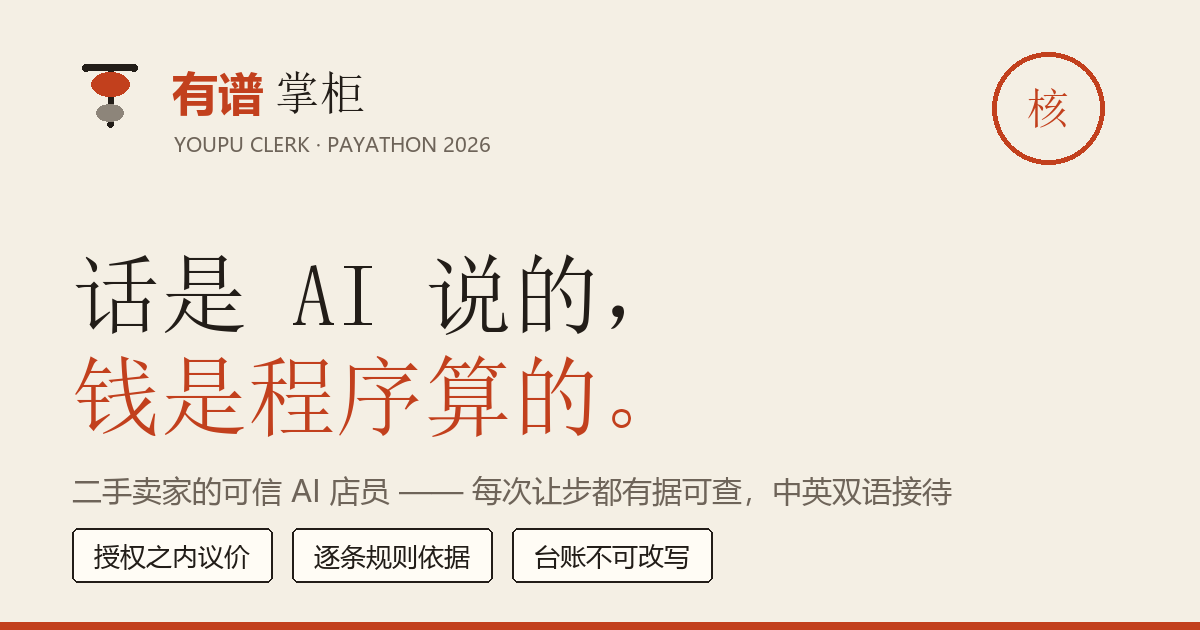 有谱 掌柜
YOUPU CLERK · PAYATHON 2026
核
话是 AI 说的，
钱是程序算的。
二手卖家的可信 AI 店员 —— 每次让步都有据可查，中英双语接待
授权之内议价 逐条规则依据 台账不可改写